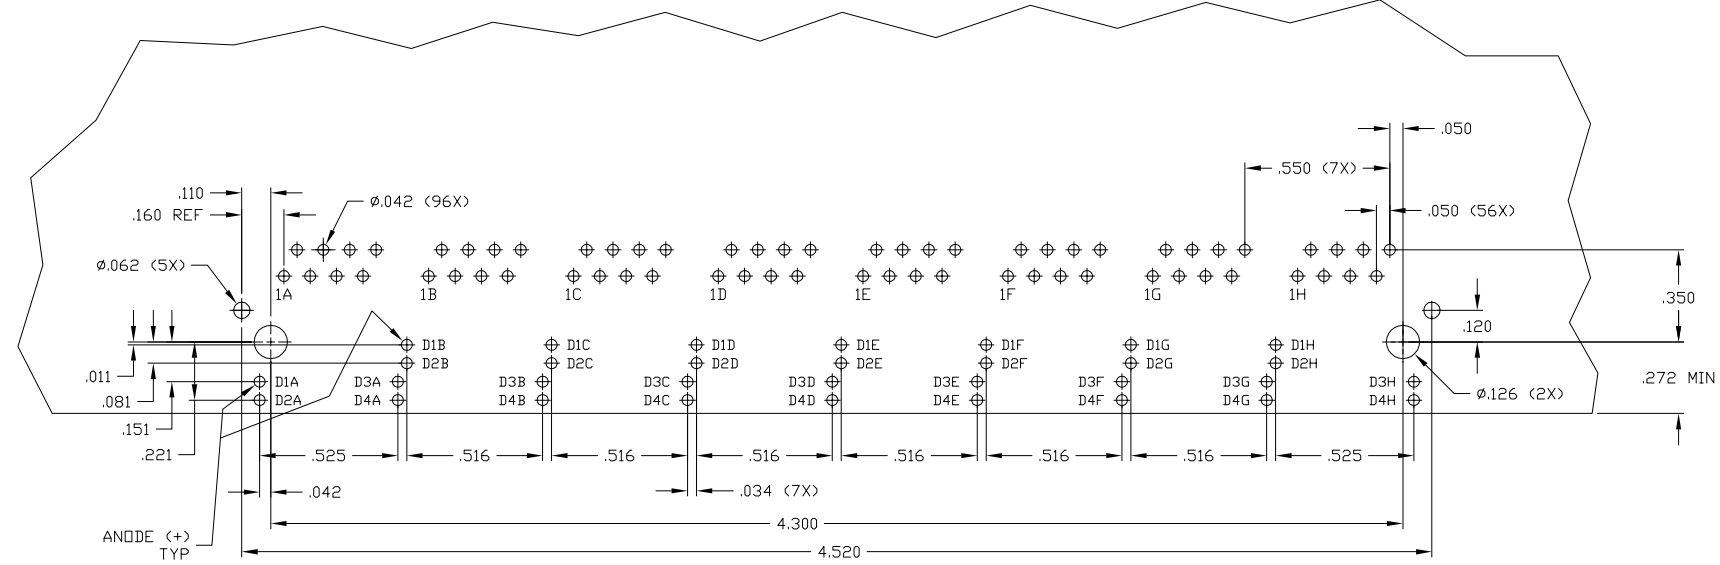 .050
.550 (7X)
.110
.160 REF
Ø.042 (96X)
.050 (56X)
Ø.062 (5X)
1A 1B 1C 1D 1E 1F 1G 1H
.350
.120
D1B D1C D1D D1E D1F D1G D1H
D2B D2C D2D D2E D2F D2G D2H
.011
D1A D3A D3B D3C D3D D3E D3F D3G D3H
.272 MIN
.081
D2A D4A D4B D4C D4D D4E D4F D4G D4H
Ø.126 (2X)
.151
.221
.525 .516 .516 .516 .516 .516 .516 .525
.042
.034 (7X)
4.300
ANODE (+)
TYP
4.520